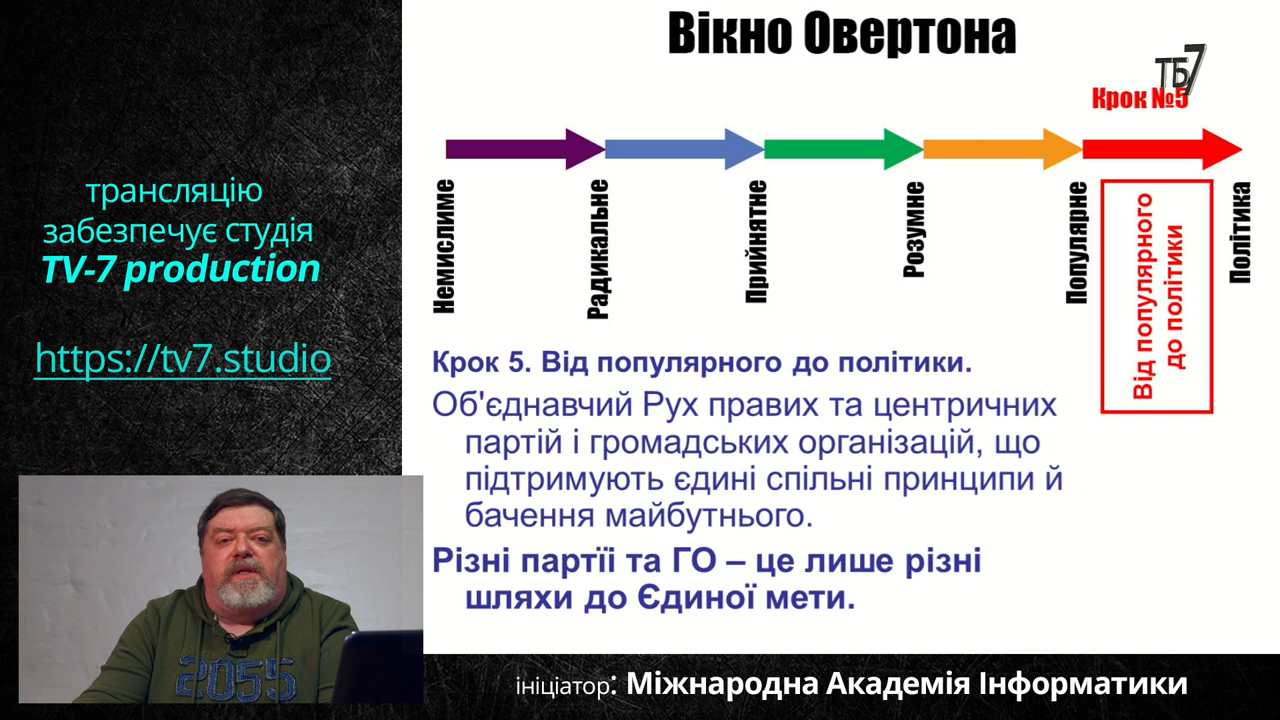 трансляцію
забезпечує студія
TV-7 production
https://tv7.studio
Вікно Овертона
ТБ7
Крок №5
Немислиме
Радикальне
Прийнятне
Розумне
Популярне
Від популярного
до політики
Політика
Крок 5. Від популярного до політики.
Об'єднавчий Рух правих та центричних
партій і громадських організацій, що
підтримують єдині спільні принципи й
бачення майбутнього.
Різні партїі та ГО – це лише різні
шляхи до Єдиної мети.
2055
ініціатор: Міжнародна Академія Інформатики